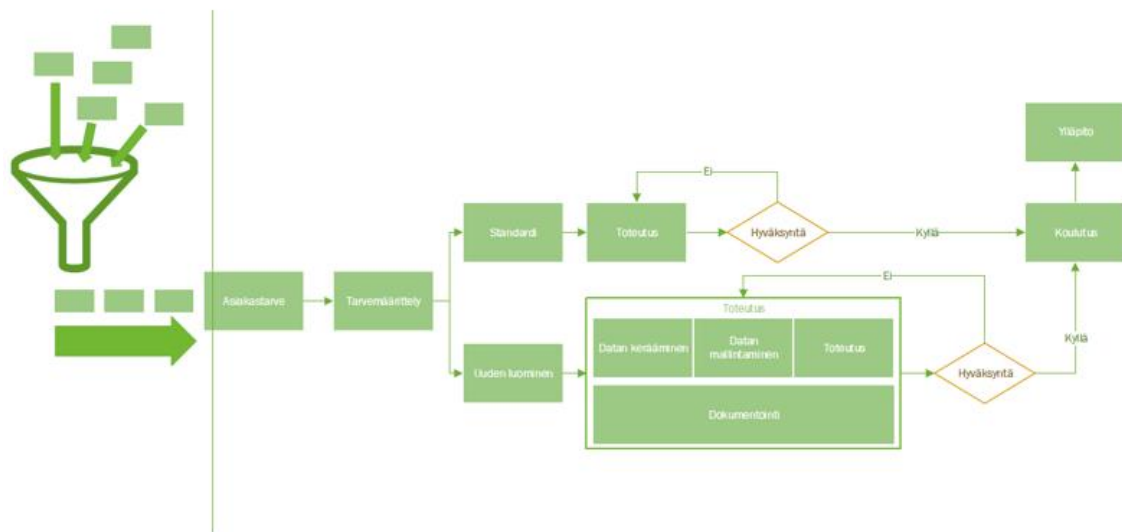 Ylläpito
Ei
Standardi
Toteutus
Hyväksyntä
Kyllä
Koulutus
Asiakastarve
Tarvemäärittely
Ei
Toteutus
Datan kerääminen
Datan
mallintaminen
Toteutus
Kyllä
Uuden luominen
Hyväksyntä
Dokumentointi